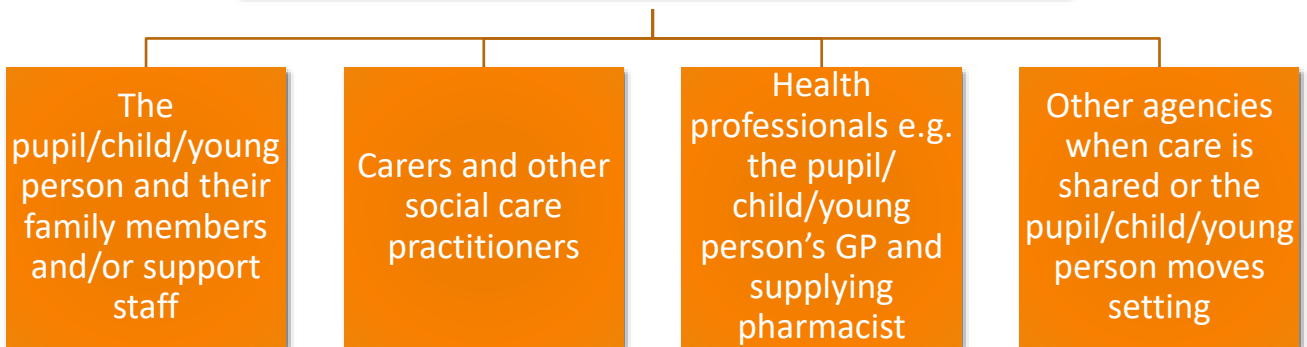 The
pupil/child/young
person and their
family members
and/or support
staff
Carers and other
social care
practitioners
Health
professionals e.g.
the pupil/
child/young
person’s GP and
supplying
pharmacist
Other agencies
when care is
shared or the
pupil/child/young
person moves
setting